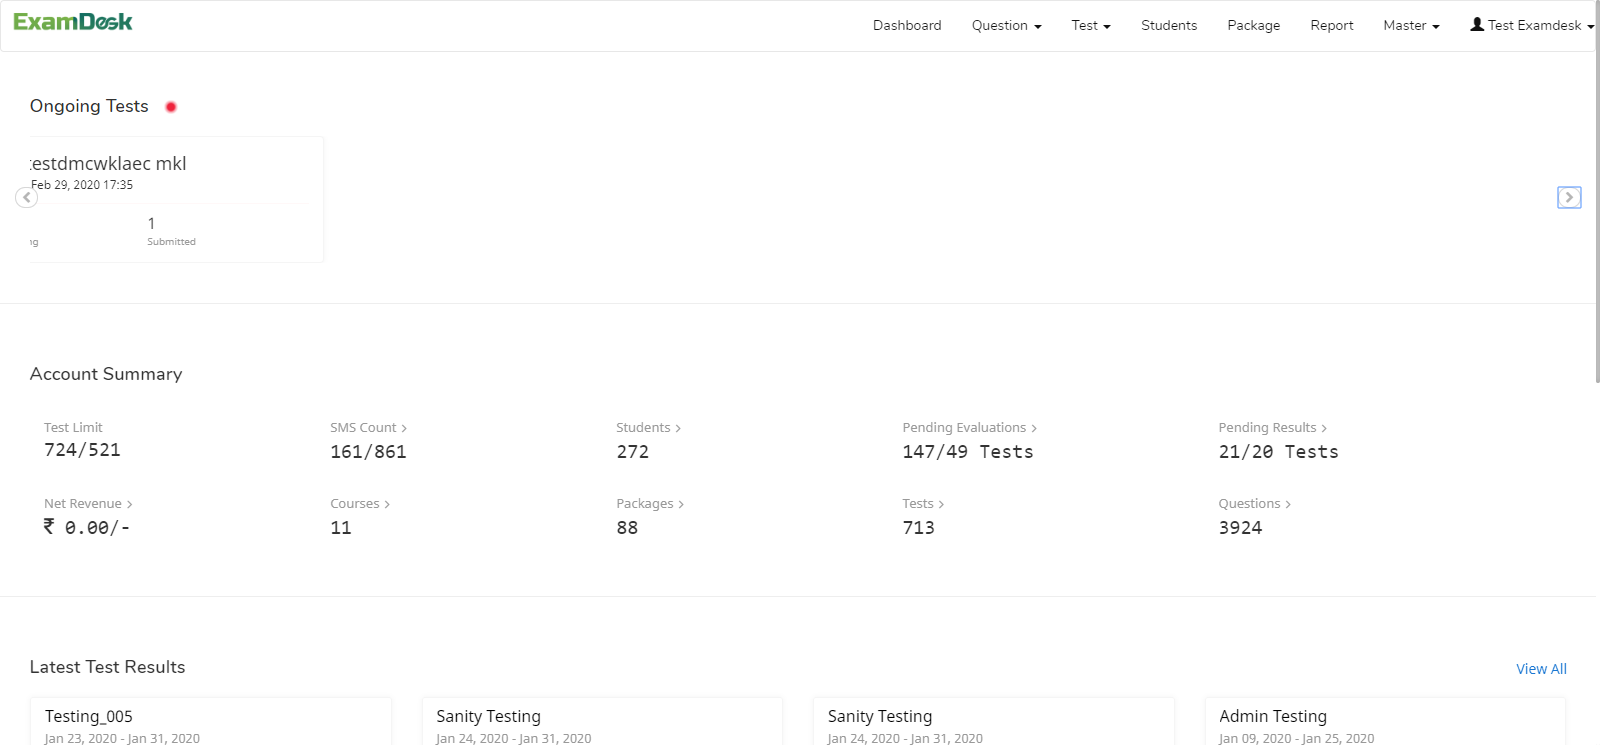 ExamDesk
Dashboard Question Test Students Package Report Master Test Examdesk
Ongoing Tests
testdmcwklaec mkl
Feb 29, 2020 17:35
1
Submitted
Account Summary
Test Limit SMS Count Students Pending Evaluations Pending Results
724/521 161/861 272 147/49 Tests 21/20 Tests
Net Revenue Courses Packages Tests Questions
₹ 0.00/- 11 88 713 3924
Latest Test Results View All
Testing_005 Sanity Testing Sanity Testing Admin Testing
Jan 23, 2020 - Jan 31, 2020 Jan 24, 2020 - Jan 31, 2020 Jan 24, 2020 - Jan 31, 2020 Jan 09, 2020 - Jan 25, 2020